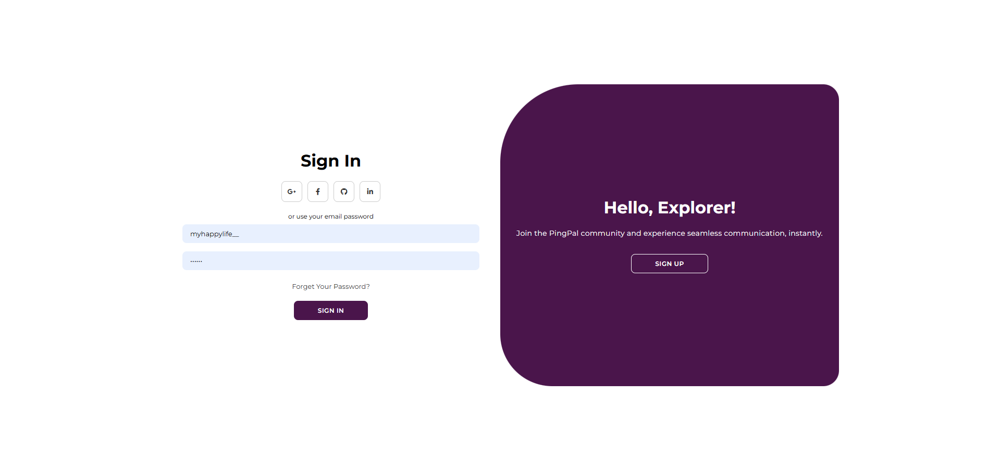 Sign In
G+
f
in
or use your email password
myhappylife__
......
Forget Your Password?
SIGN IN
Hello, Explorer!
Join the PingPal community and experience seamless communication, instantly.
SIGN UP